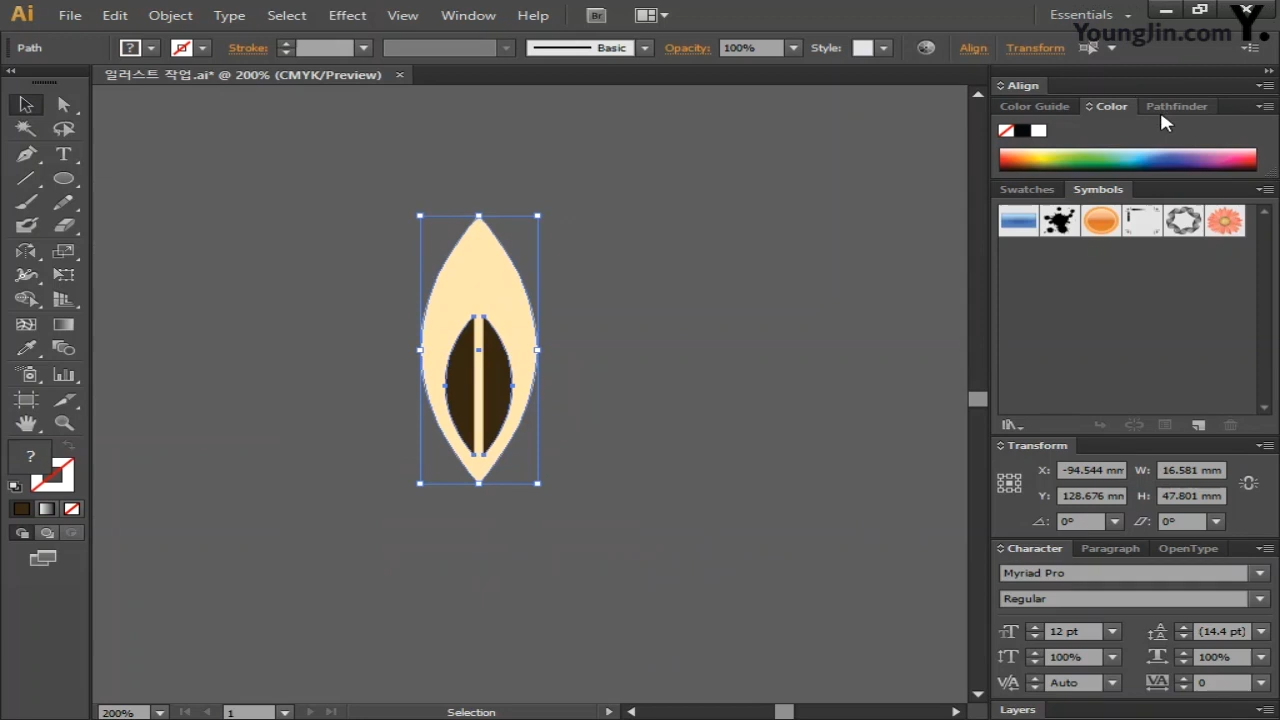 Ai File Edit Object Type Select Effect View Window Help Br Essentials
YoungJin.com Y.
Path ? Stroke: Basic Opacity: 100% Style: Align Transform
일러스트 작업.ai* @ 200% (CMYK/Preview) ×
Align
Color Guide Color Pathfinder
Swatches Symbols
Transform
X: -94.544 mm W: 16.581 mm
Y: 128.676 mm H: 47.801 mm
0° 0°
?
Character Paragraph OpenType
Myriad Pro
Regular
12 pt (14.4 pt)
100% 100%
Auto 0
Layers
200% 1 Selection